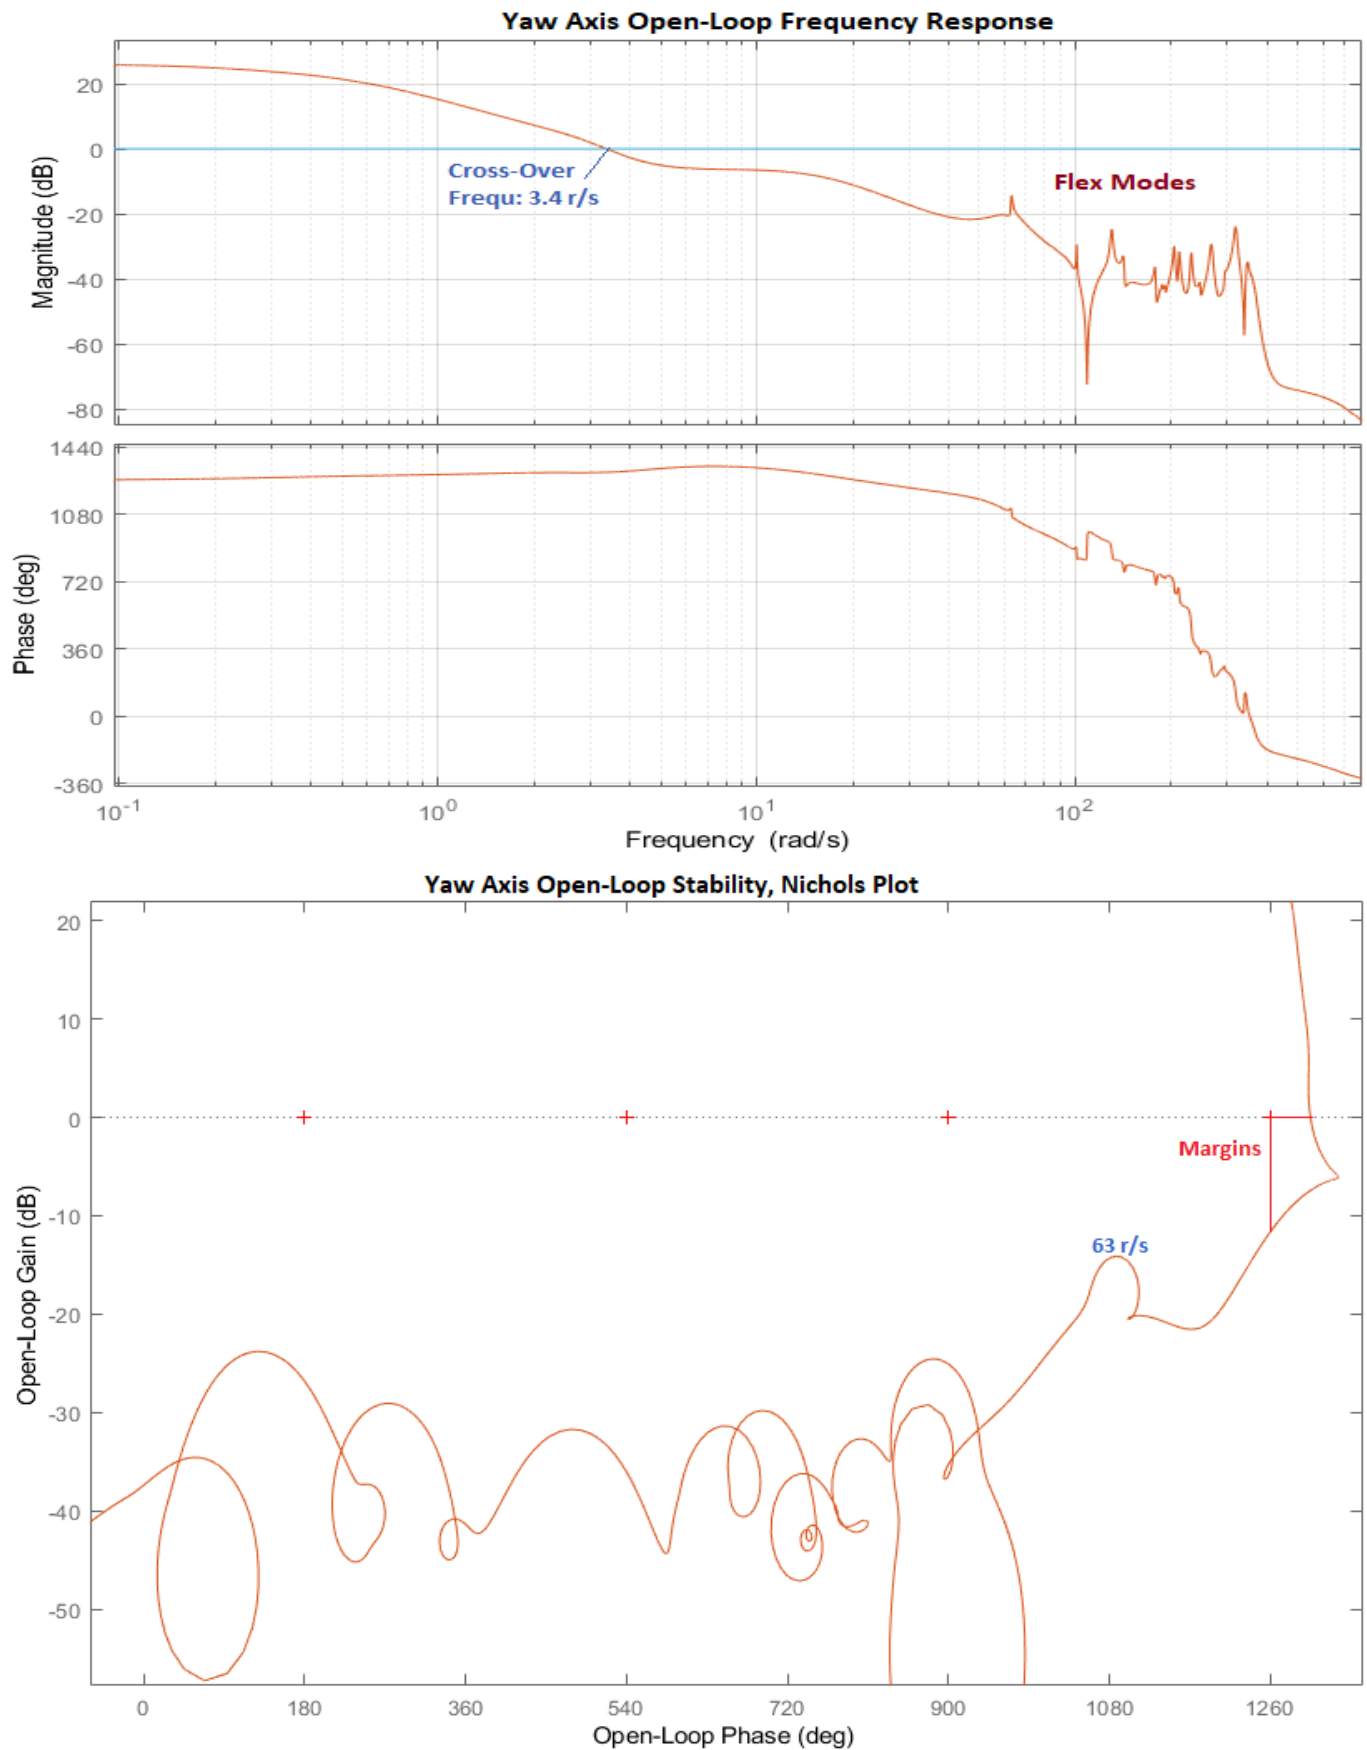 Yaw Axis Open-Loop Frequency Response
Magnitude (dB)
20
0
-20
-40
-60
-80
Cross-Over
Frequ: 3.4 r/s
Flex Modes
Phase (deg)
1440
1080
720
360
0
-360
10-1
100
101
102
Frequency (rad/s)
Yaw Axis Open-Loop Stability, Nichols Plot
Open-Loop Gain (dB)
20
10
0
-10
-20
-30
-40
-50
Margins
63 r/s
0
180
360
540
720
900
1080
1260
Open-Loop Phase (deg)